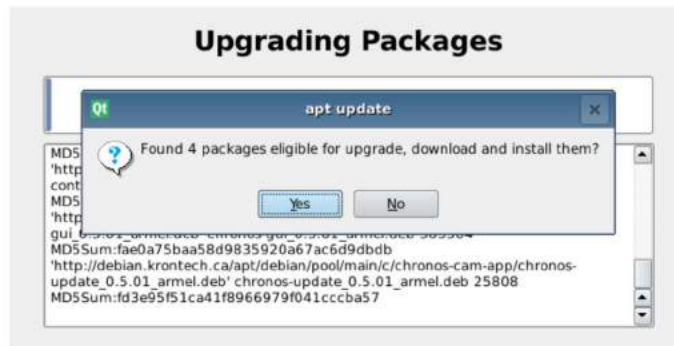 Upgrading Packages
Qt
apt update
Found 4 packages eligible for upgrade, download and install them?
Yes
No
MD5
'http
cont
MD5
'http
MD5Sum:fae0a75baa58d9835920a67ac6d9dbdb
'http://debian.krontech.ca/apt/debian/pool/main/c/chronos-cam-app/chronos-
update_0.5.01_armel.deb' chronos-update_0.5.01_armel.deb 25808
MD5Sum:fd3e95f51ca41f8966979f041cccba57